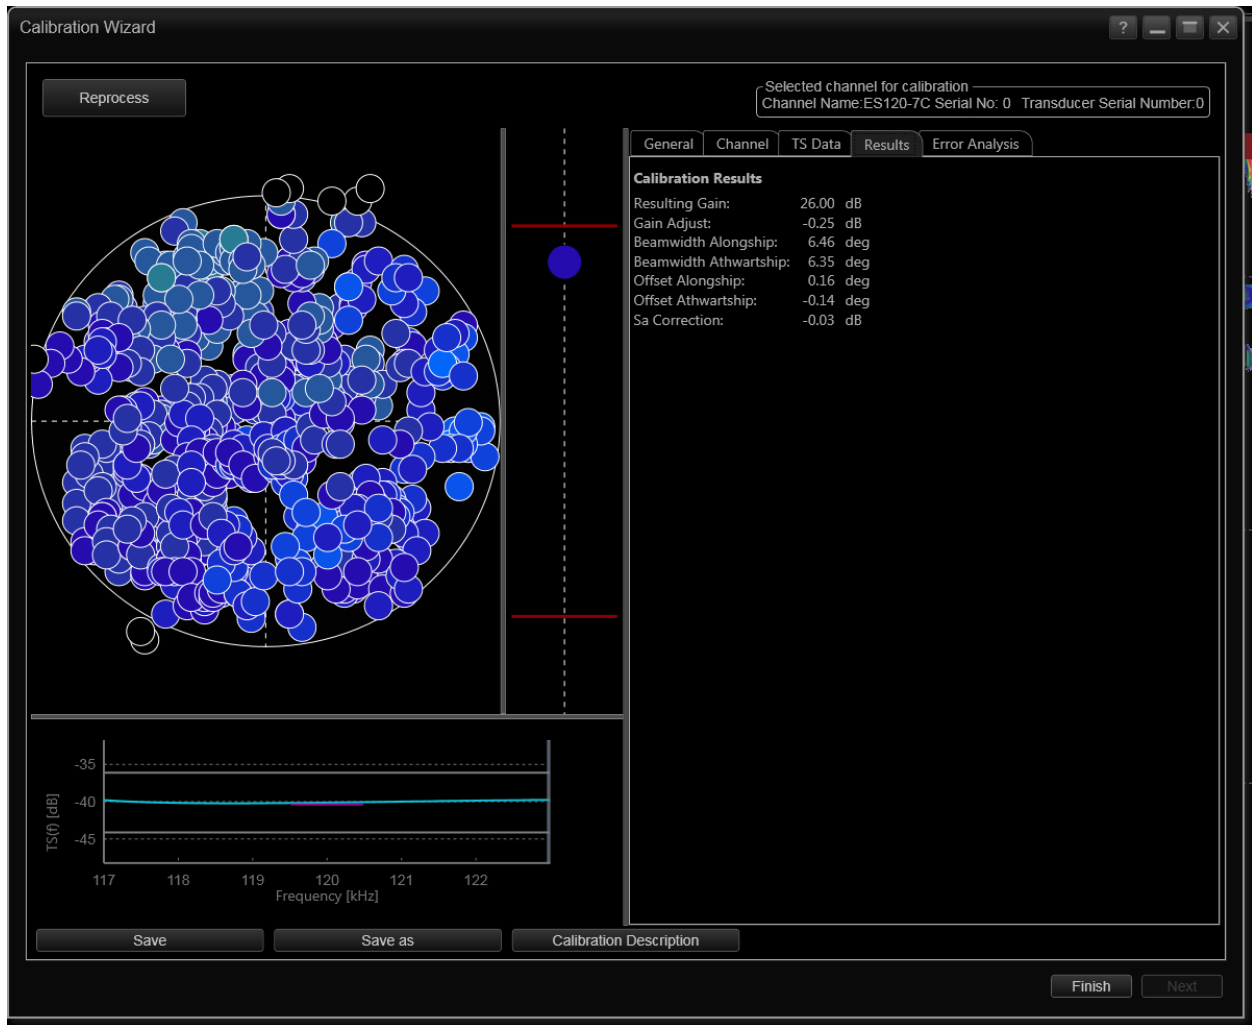 Calibration Wizard
?
Reprocess
Selected channel for calibration
Channel Name:ES120-7C Serial No: 0 Transducer Serial Number:0
General Channel TS Data Results Error Analysis
Calibration Results
Resulting Gain: 26.00 dB
Gain Adjust: -0.25 dB
Beamwidth Alongship: 6.46 deg
Beamwidth Athwartship: 6.35 deg
Offset Alongship: 0.16 deg
Offset Athwartship: -0.14 deg
Sa Correction: -0.03 dB
-35
-40
-45
TS(f) [dB]
117 118 119 120 121 122
Frequency [kHz]
Save Save as Calibration Description
Finish Next